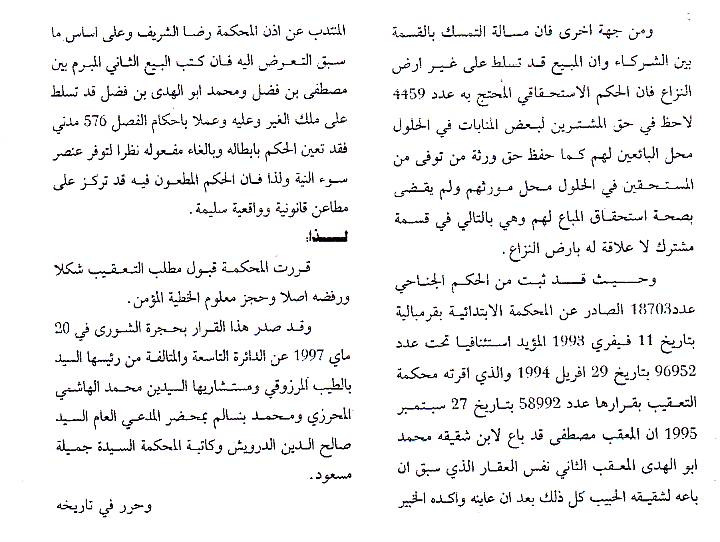 ومن جهة اخرى فان مسالة التمسك بالقسمة
بين الشركاء وان المبيع قد تسلط على غير ارض
النزاع فان الحكم الاستحقاقي المحتج به عدد 4459
لاحظ في حق المشترين لبعض المنابات في الحلول
محل البائعين لهم كما حفظ حق ورثة من توفى من
المستحقين في الحلول محل مورثهم ولم يقضى
بصحة استحقاق المباع لهم وهي بالتالي في قسمة
مشترك لا علاقة له بارض النزاع .
وحيث قد ثبت من الحكم الجناحي
عدد18703 الصادر عن المحكمة الابتدائية بقرمبالية
بتاريخ 11 فيفري 1993 المؤيد استئنافيا تحت عدد
96952 بتاريخ 29 افريل 1994 والذي اقرته محكمة
التعقيب بقرارها عدد 58992 بتاريخ 27 سبتمبر
1995 ان المعقب مصطفى قد باع لابن شقيقه محمد
ابو الهدى المعقب الثاني نفس العقار الذي سبق ان
باعه لشقيقه الحبيب كل ذلك بعد ان عاينه واكده الخبير
المنتدب عن اذن المحكمة رضا الشريف وعلى اساس ما
سبق التعرض اليه فان كتب البيع الثاني المبرم بين
مصطفى بن فضل ومحمد ابو الهدى بن فضل قد تسلط
على ملك الغير وعليه وعملا باحكام الفصل 576 مدني
فقد تعين الحكم بابطاله وبالغاء مفعوله نظرا لتوفر عنصر
سوء النية ولذا فان الحكم المطعون فيه قد تركز على
مطاعن قانونية وواقعية سليمة .
لـــذا:
قررت المحكمة قبول مطلب التعقيب شكلا
ورفضه اصلا وحجز معلوم الخطية المؤمن.
وقد صدر هذا القرار بحجرة الشورى في 20
ماي 1997 عن الدائرة التاسعة والمتالفة من رئيسها السيد
بالطيب المرزوقي ومستشاريها السيدين محمد الهاشني
المحرزي ومحمد بنسالم بمحضر المدعي العام السيد
صالح الدين الدرويش وكاتبة المحكمة السيدة جميلة
مسعود .
وحرر في تاريخه